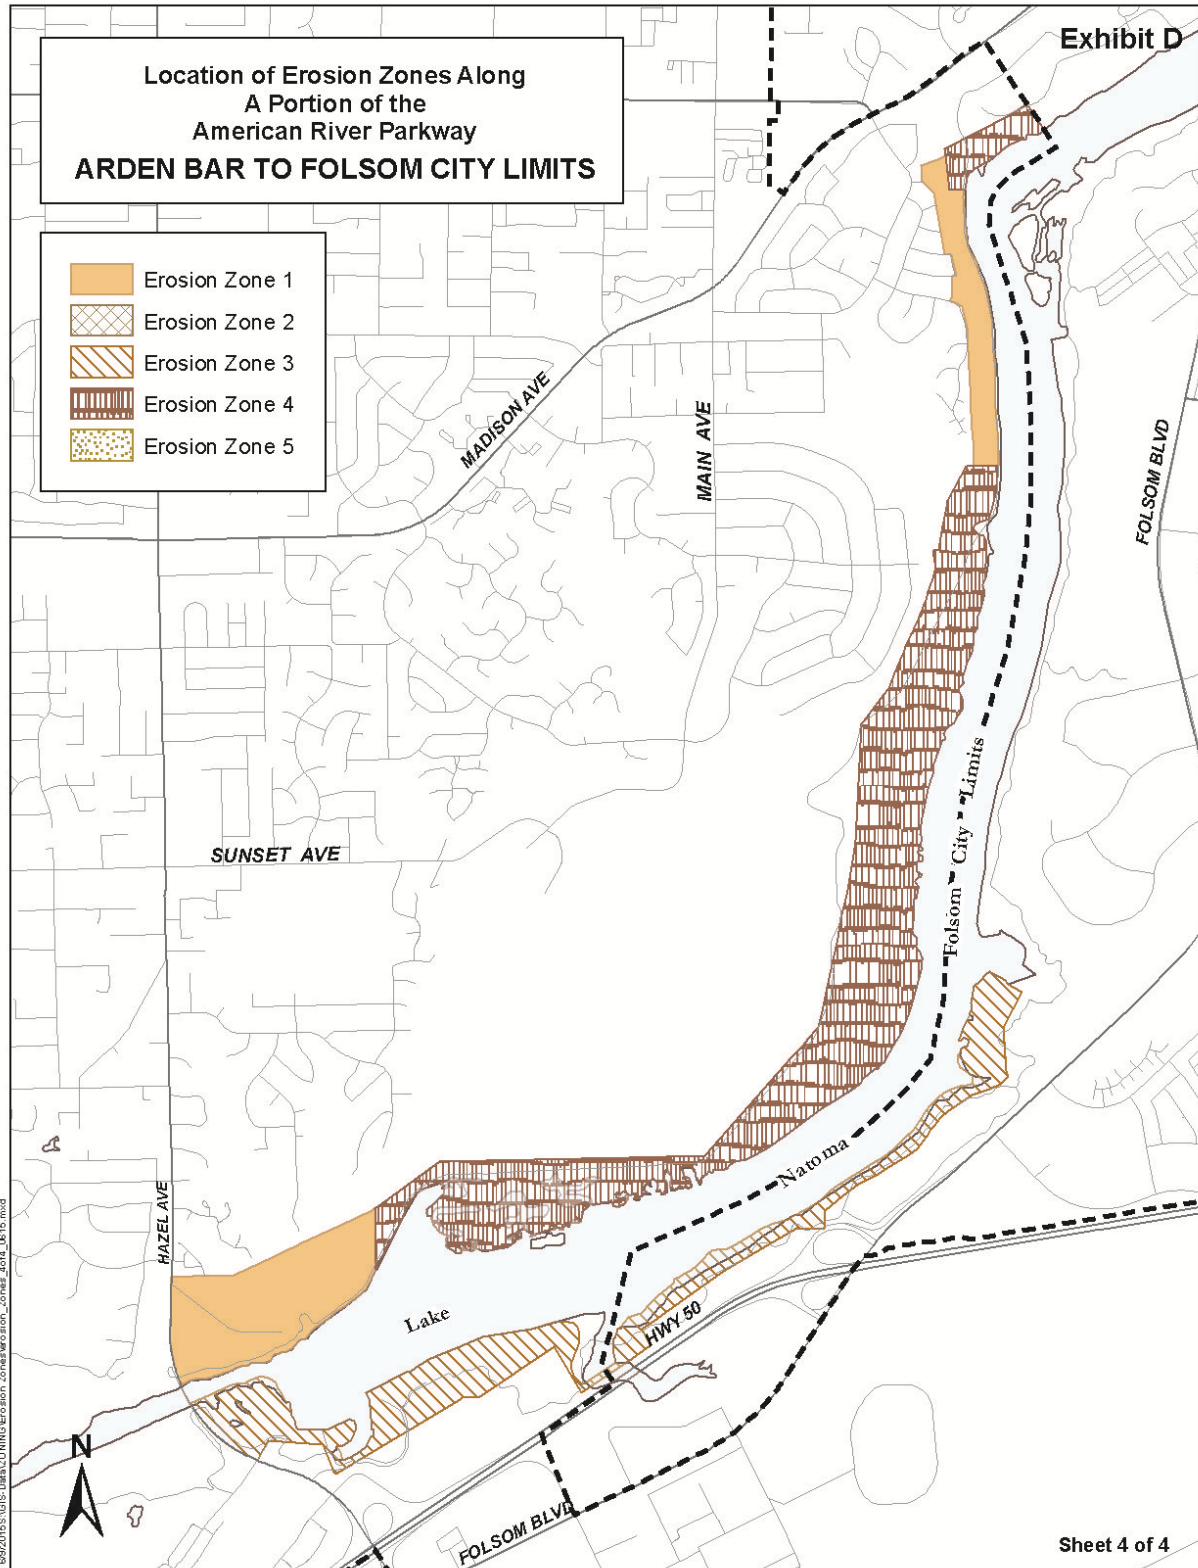 Exhibit D
Location of Erosion Zones Along
A Portion of the
American River Parkway
ARDEN BAR TO FOLSOM CITY LIMITS
Erosion Zone 1
Erosion Zone 2
Erosion Zone 3
Erosion Zone 4
Erosion Zone 5
MADISON AVE
MAIN AVE
FOLSOM BLVD
SUNSET AVE
Folsom City Limits
HAZEL AVE
Lake Natoma
HWY 50
N
FOLSOM BLVD
Sheet 4 of 4